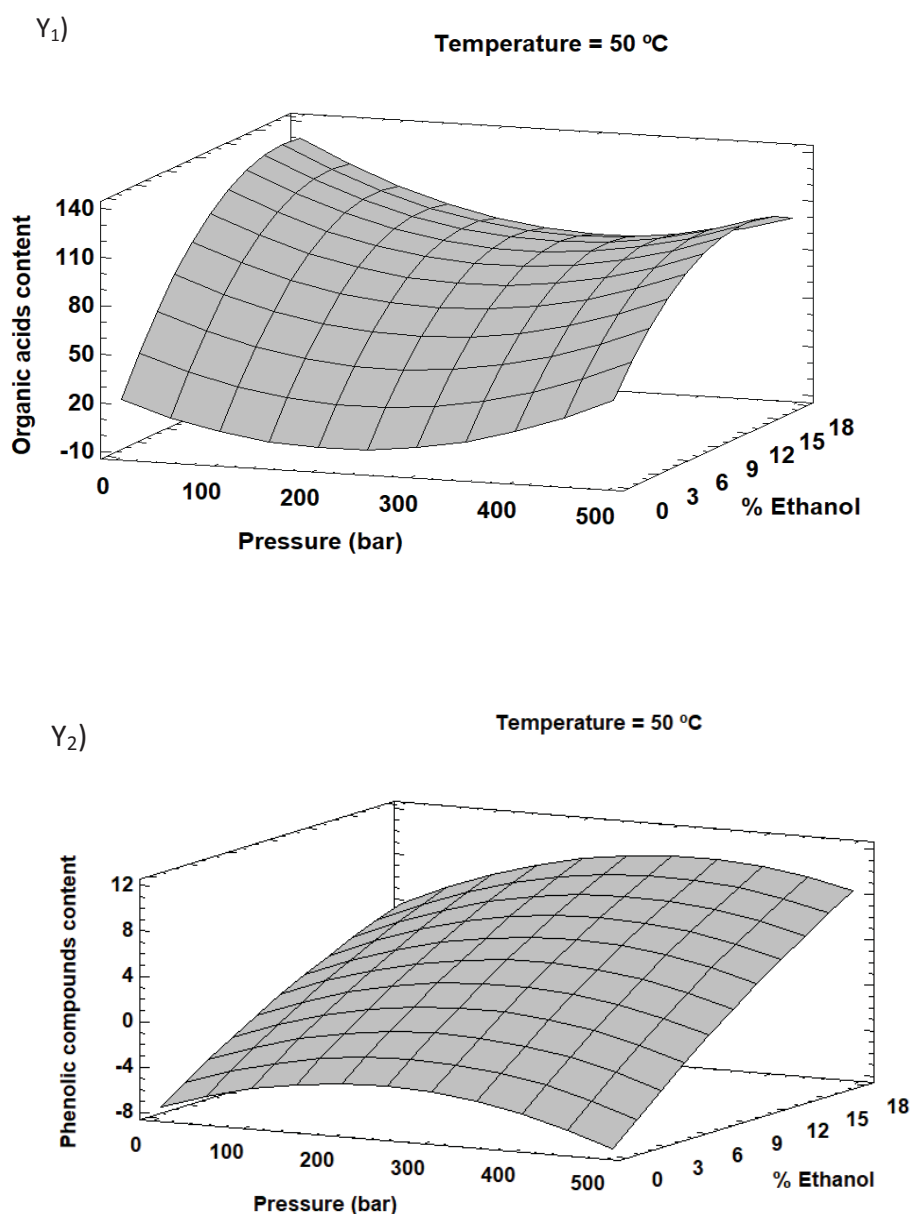 Y1)
Temperature = 50 ºC
Organic acids content
140
110
80
50
20
-10
0 100 200 300 400 500
Pressure (bar)
0 3 6 9 12 15 18
% Ethanol
Y2)
Temperature = 50 ºC
Phenolic compounds content
12
8
4
0
-4
-8
0 100 200 300 400 500
Pressure (bar)
0 3 6 9 12 15 18
% Ethanol